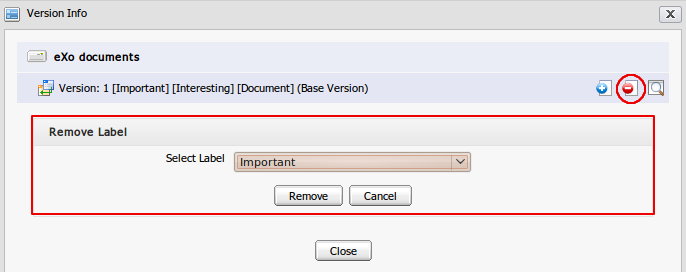 Version Info
eXo documents
Version: 1 [Important] [Interesting] [Document] (Base Version)
Remove Label
Select Label Important
Remove Cancel
Close